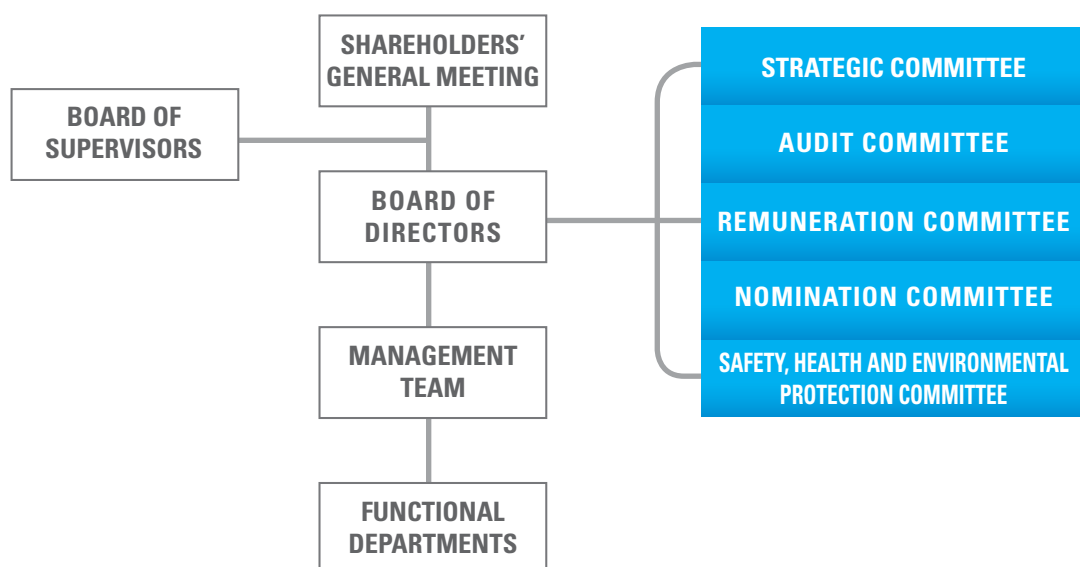 SHAREHOLDERS'
GENERAL MEETING
BOARD OF
SUPERVISORS
BOARD OF
DIRECTORS
MANAGEMENT
TEAM
FUNCTIONAL
DEPARTMENTS
STRATEGIC COMMITTEE
AUDIT COMMITTEE
REMUNERATION COMMITTEE
NOMINATION COMMITTEE
SAFETY, HEALTH AND ENVIRONMENTAL
PROTECTION COMMITTEE